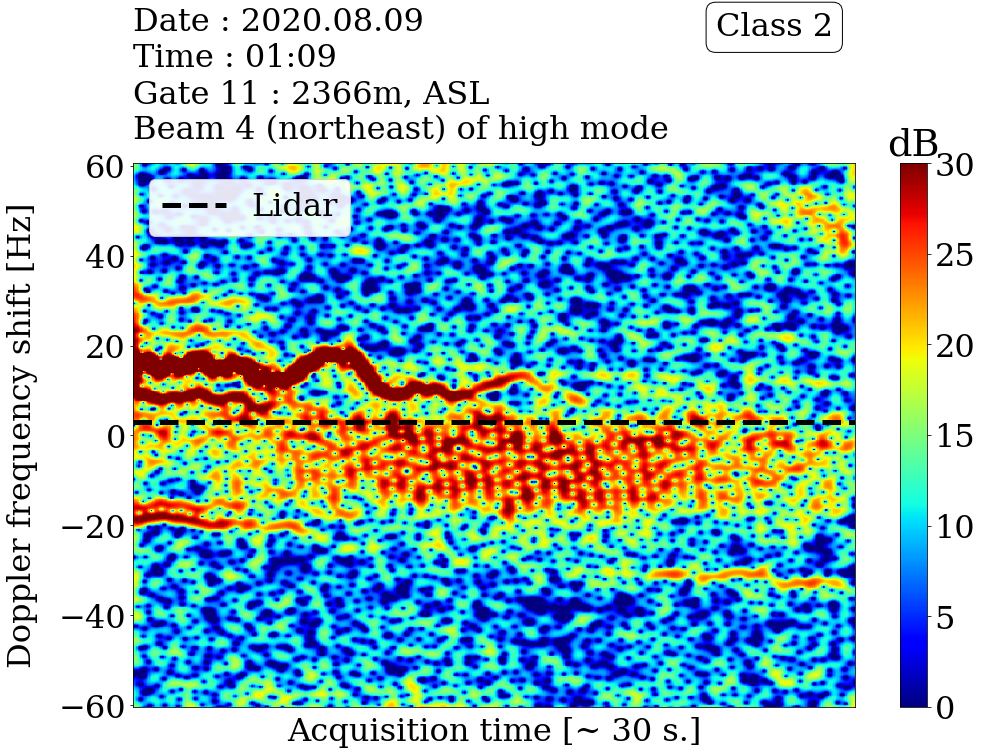 Date : 2020.08.09
Time : 01:09
Gate 11 : 2366m, ASL
Beam 4 (northeast) of high mode
Class 2
dB
Lidar
Doppler frequency shift [Hz]
60
40
20
0
−20
−40
−60
30
25
20
15
10
5
0
Acquisition time [~ 30 s.]